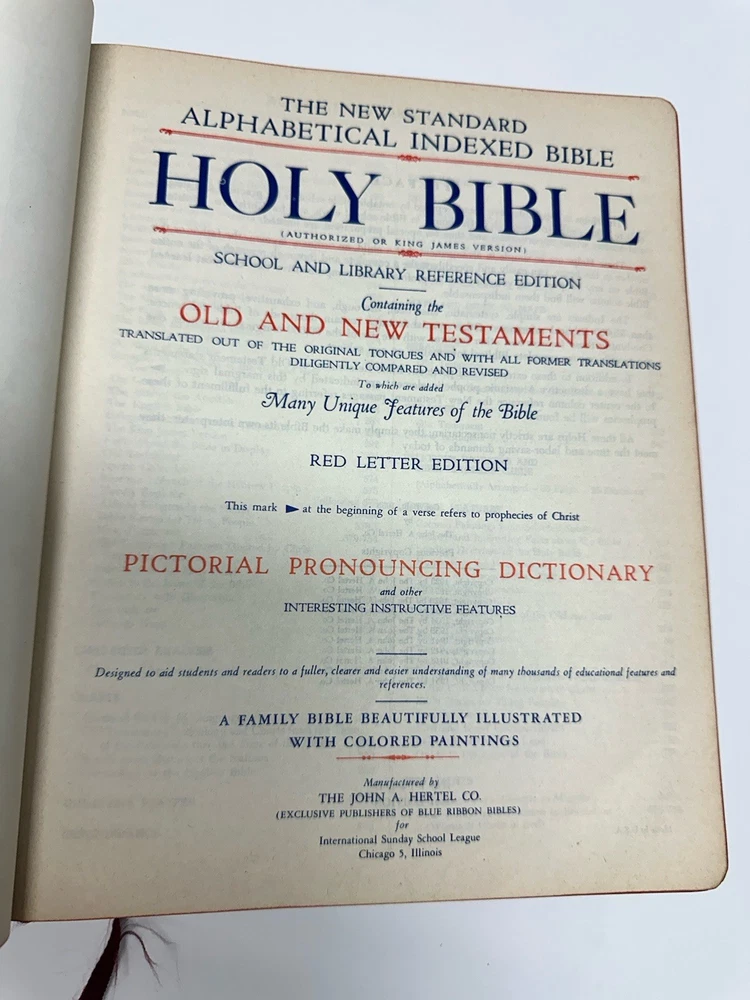 THE NEW STANDARD
ALPHABETICAL INDEXED BIBLE
HOLY BIBLE
(AUTHORIZED OR KING JAMES VERSION)
SCHOOL AND LIBRARY REFERENCE EDITION
Containing the
OLD AND NEW TESTAMENTS
TRANSLATED OUT OF THE ORIGINAL TONGUES AND WITH ALL FORMER TRANSLATIONS
DILIGENTLY COMPARED AND REVISED
To which are added
Many Unique Features of the Bible
RED LETTER EDITION
This mark ► at the beginning of a verse refers to prophecies of Christ
PICTORIAL PRONOUNCING DICTIONARY
and other
INTERESTING INSTRUCTIVE FEATURES
Designed to aid students and readers to a fuller, clearer and easier understanding of many thousands of educational features and
references.
A FAMILY BIBLE BEAUTIFULLY ILLUSTRATED
WITH COLORED PAINTINGS
Manufactured by
THE JOHN A. HERTEL CO.
(EXCLUSIVE PUBLISHERS OF BLUE RIBBON BIBLES)
for
International Sunday School League
Chicago 5, Illinois